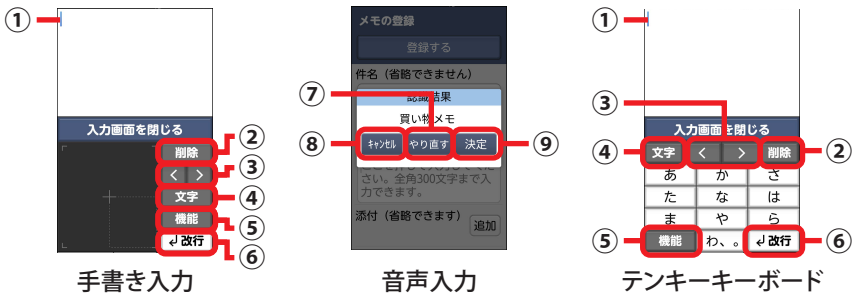 ①
入力画面を閉じる
削除 ②
< > ③
文字 ④
機能 ⑤
改行 ⑥
手書き入力
メモの登録
登録する
件名（省略できません）
⑦ 認識結果
買い物メモ
⑧ ｷｬﾝｾﾙ やり直す 決定 ⑨
さい。全角300文字まで入
力できます。
添付（省略できます）
追加
音声入力
①
③
入力画面を閉じる
④ 文字 < > 削除 ②
あ か さ
た な は
ま や ら
⑤ 機能 わ、。 改行 ⑥
テンキーキーボード